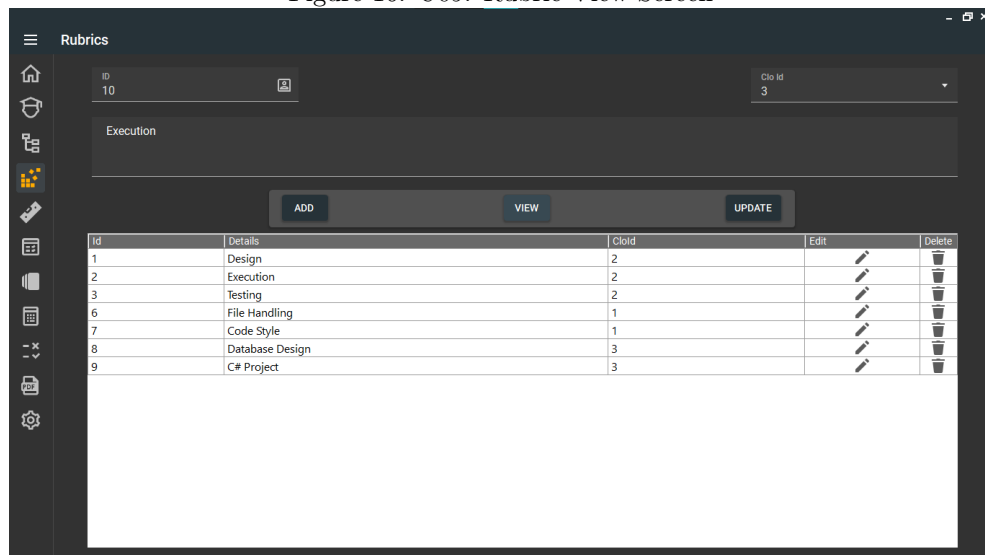 Rubrics
ID
10
Clo Id
3
Execution
ADD VIEW UPDATE
Id Details CloId Edit Delete
1 Design 2
2 Execution 2
3 Testing 2
6 File Handling 1
7 Code Style 1
8 Database Design 3
9 C# Project 3
PDF